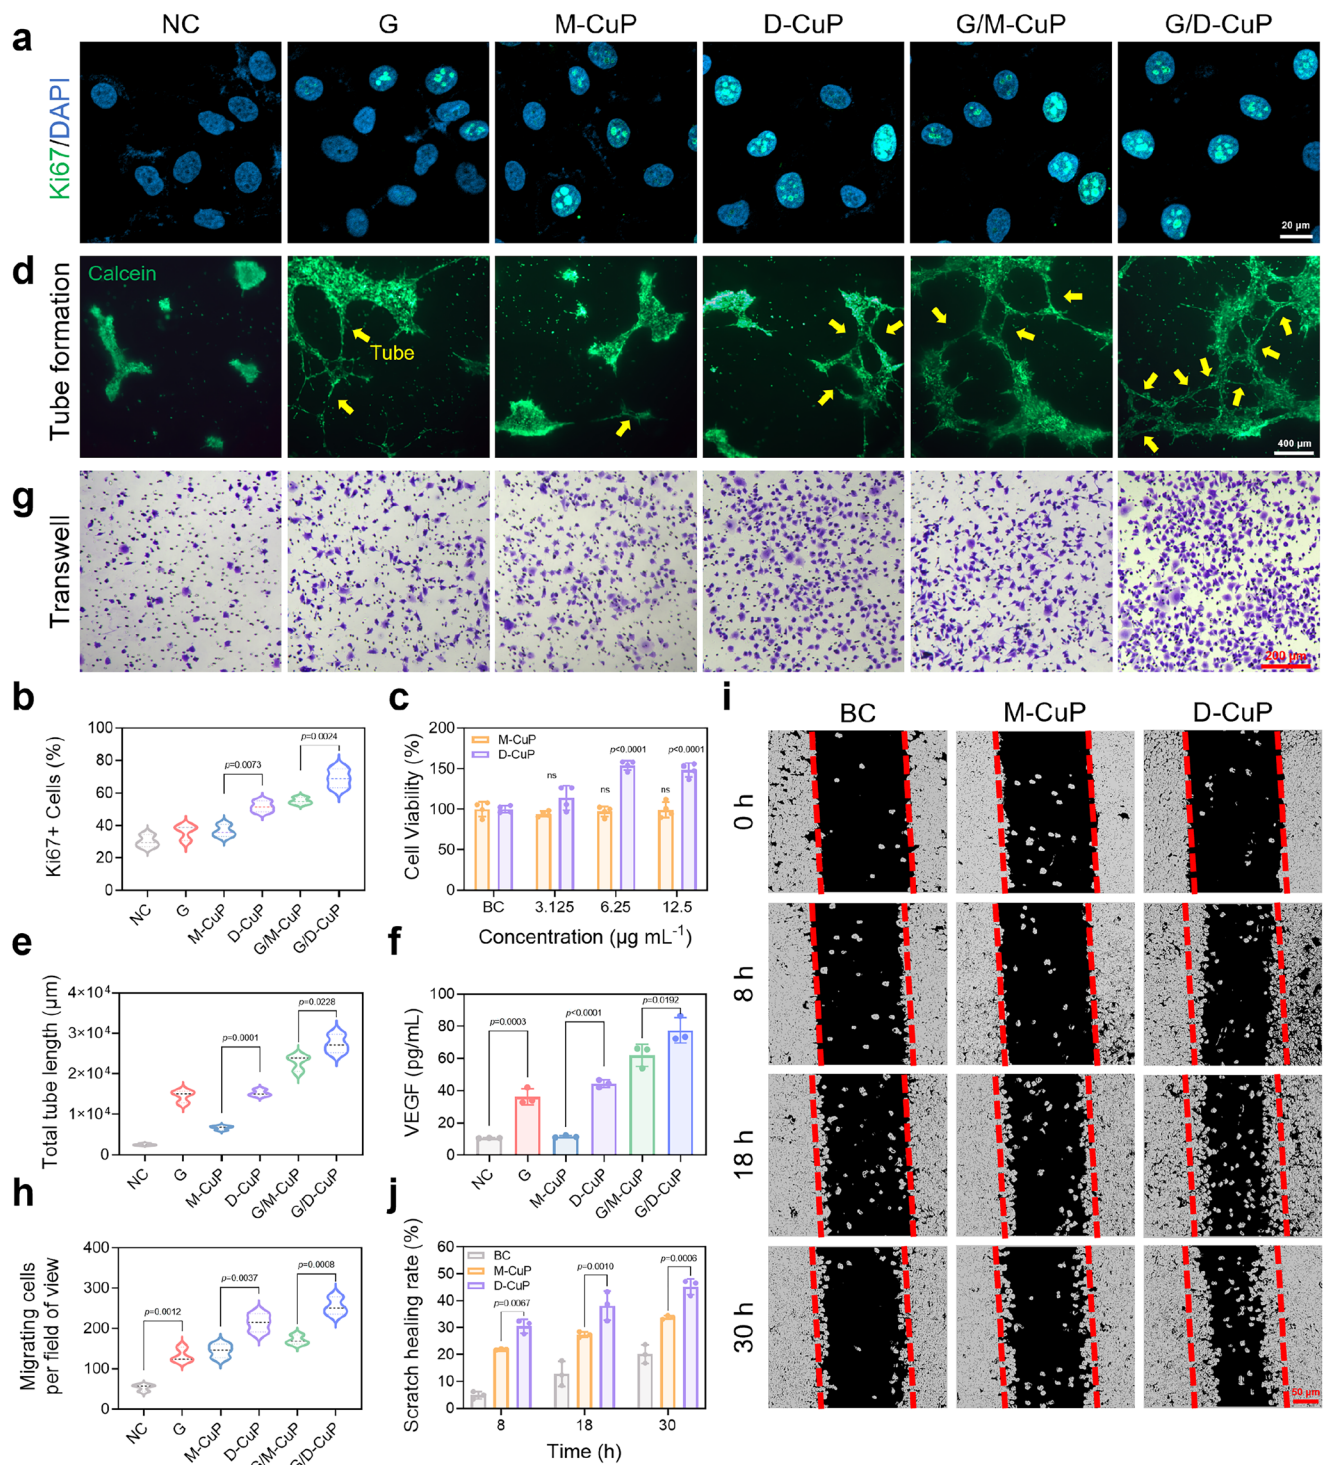 a
NC
G
M-CuP
D-CuP
G/M-CuP
G/D-CuP
Ki67/DAPI
20 µm
d
Tube formation
Calcein
Tube
400 µm
g
Transwell
200 µm
b
Ki67+ Cells (%)
100
80
60
40
20
0
p=0.0073
p=0.0024
NC
G
M-CuP
D-CuP
G/M-CuP
G/D-CuP
c
Cell Viability (%)
200
150
100
50
0
M-CuP
D-CuP
ns
ns
p<0.0001
ns
p<0.0001
BC
3.125
6.25
12.5
Concentration (µg mL⁻¹)
e
Total tube length (µm)
4×10⁴
3×10⁴
2×10⁴
1×10⁴
0
p=0.0001
p=0.0228
NC
G
M-CuP
D-CuP
G/M-CuP
G/D-CuP
f
VEGF (pg/mL)
100
80
60
40
20
0
p=0.0003
p<0.0001
p=0.0192
NC
G
M-CuP
D-CuP
G/M-CuP
G/D-CuP
h
Migrating cells
per field of view
400
300
200
100
0
p=0.0012
p=0.0037
p=0.0008
NC
G
M-CuP
D-CuP
G/M-CuP
G/D-CuP
j
Scratch healing rate (%)
60
50
40
30
20
10
0
BC
M-CuP
D-CuP
p=0.0067
p=0.0010
p=0.0006
8
18
30
Time (h)
i
BC
M-CuP
D-CuP
0 h
8 h
18 h
30 h
50 µm